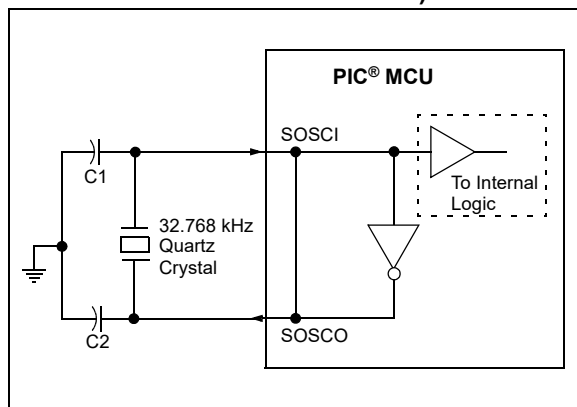 PIC® MCU
SOSCI
C1
To Internal
Logic
32.768 kHz
Quartz
Crystal
SOSCO
C2